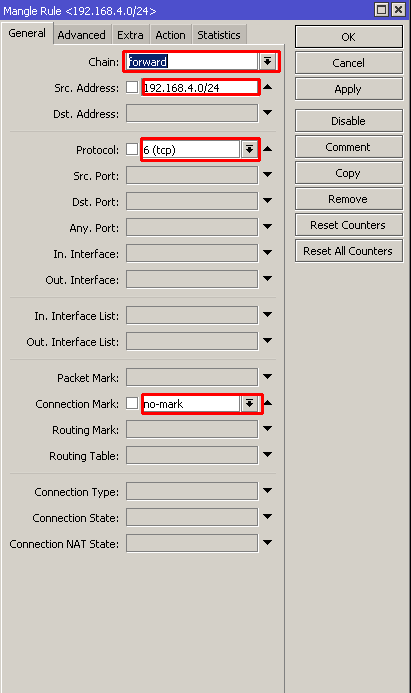 Mangle Rule <192.168.4.0/24>
General Advanced Extra Action Statistics
Chain: forward
Src. Address: 192.168.4.0/24
Dst. Address:
Protocol: 6 (tcp)
Src. Port:
Dst. Port:
Any. Port:
In. Interface:
Out. Interface:
In. Interface List:
Out. Interface List:
Packet Mark:
Connection Mark: no-mark
Routing Mark:
Routing Table:
Connection Type:
Connection State:
Connection NAT State:
OK
Cancel
Apply
Disable
Comment
Copy
Remove
Reset Counters
Reset All Counters